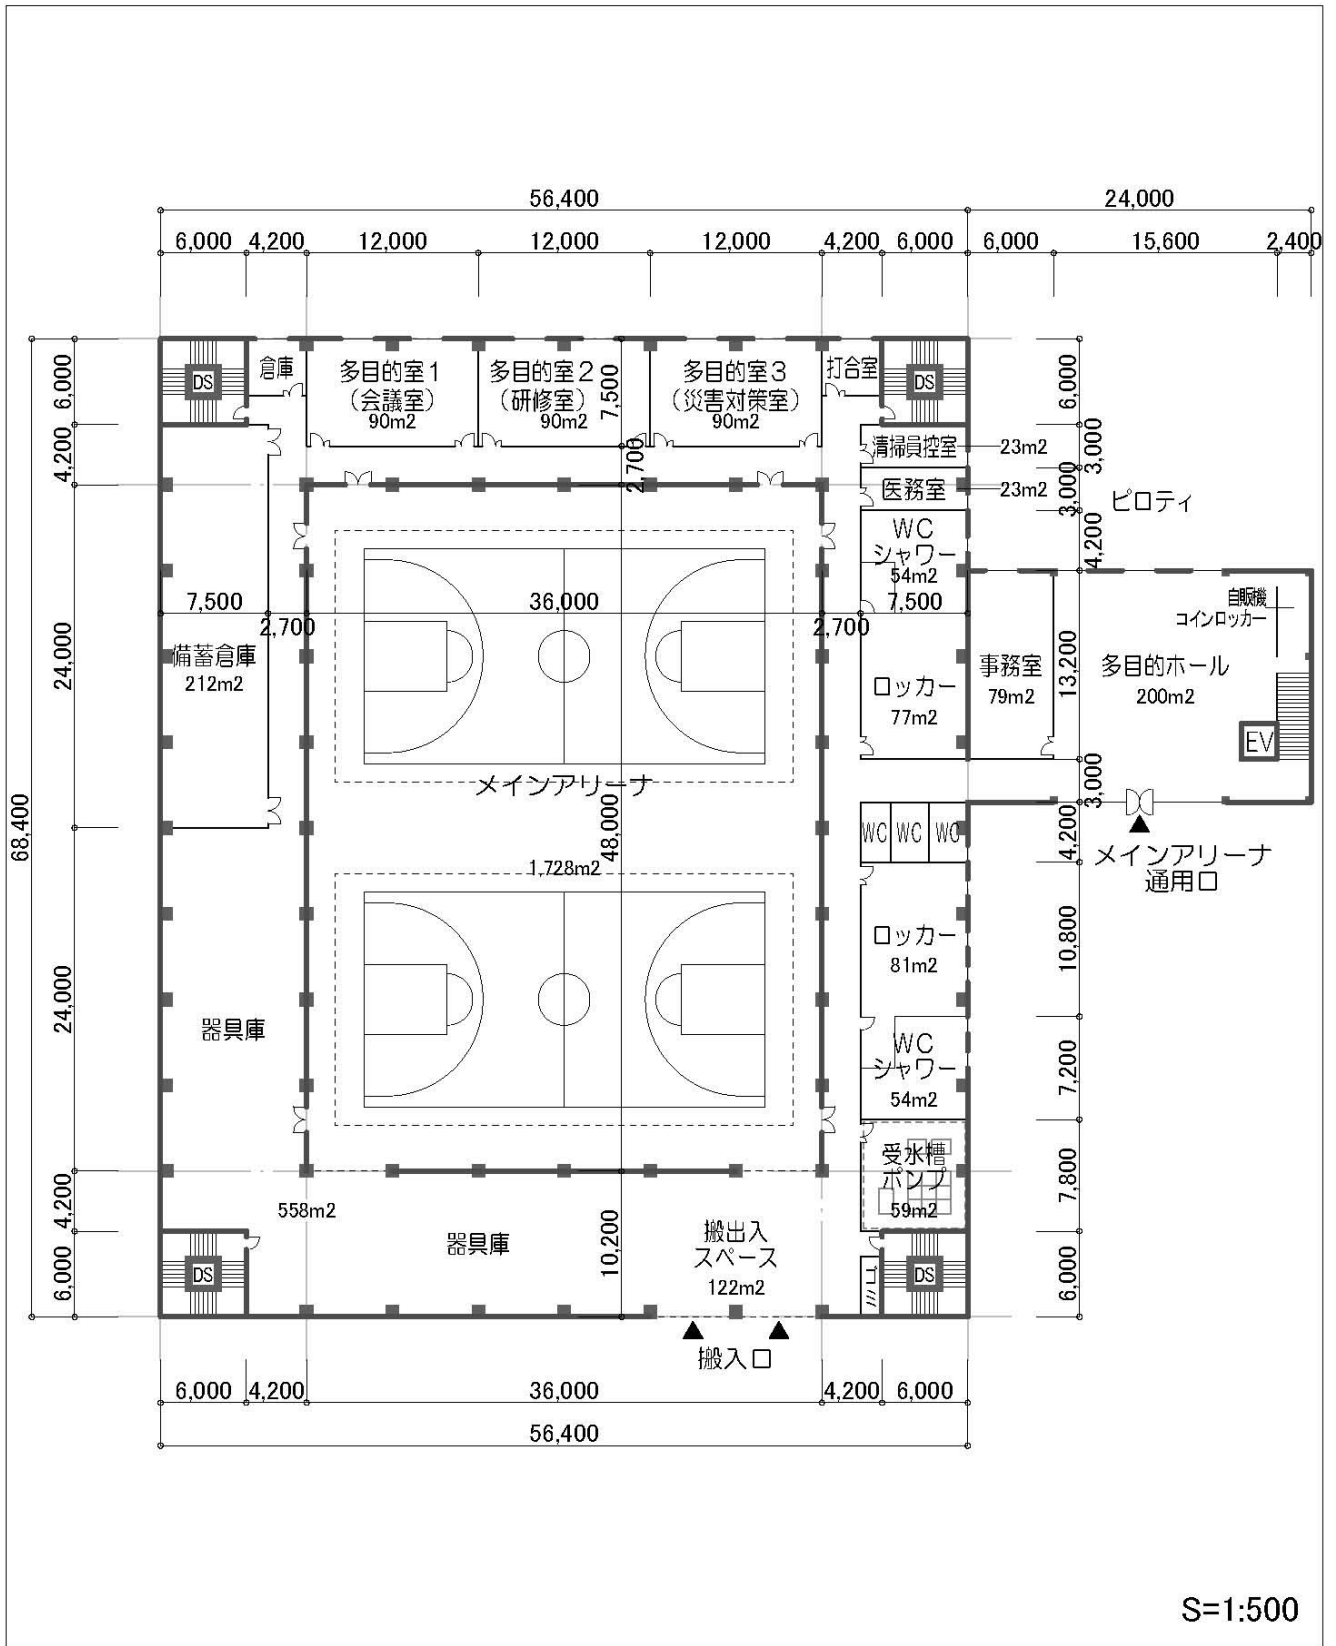 56,400
24,000
6,000
4,200
12,000
12,000
12,000
4,200
6,000
6,000
15,600
2,400
68,400
6,000
4,200
24,000
24,000
4,200
6,000
DS
倉庫
多目的室1
(会議室)
90m2
多目的室2
(研修室)
90m2
7,500
多目的室3
(災害対策室)
90m2
打合室
DS
6,000
清掃員控室
23m2
3,000
2,700
医務室
23m2
3,000
ピロティ
WC
シャワー
54m2
4,200
7,500
2,700
36,000
2,700
7,500
自販機
コインロッカー
備蓄倉庫
212m2
ロッカー
77m2
事務室
79m2
13,200
多目的ホール
200m2
EV
メインアリーナ
48,000
1,728m2
3,000
WC
WC
WC
4,200
メインアリーナ
通用口
ロッカー
81m2
10,800
器具庫
WC
シャワー
54m2
7,200
受水槽
ポンプ
59m2
7,800
558m2
器具庫
10,200
搬出入
スペース
122m2
DS
ゴミ
DS
6,000
搬入口
6,000
4,200
36,000
4,200
6,000
56,400
S=1:500